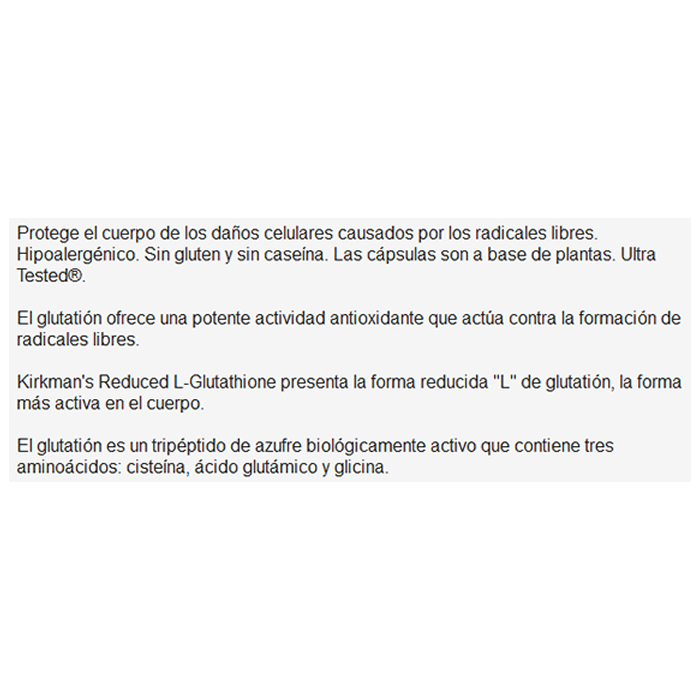 Protege el cuerpo de los daños celulares causados por los radicales libres.
Hipoalergénico. Sin gluten y sin caseína. Las cápsulas son a base de plantas. Ultra
Tested®.
El glutatión ofrece una potente actividad antioxidante que actúa contra la formación de
radicales libres.
Kirkman's Reduced L-Glutathione presenta la forma reducida "L" de glutatión, la forma
más activa en el cuerpo.
El glutatión es un tripéptido de azufre biológicamente activo que contiene tres
aminoácidos: cisteína, ácido glutámico y glicina.